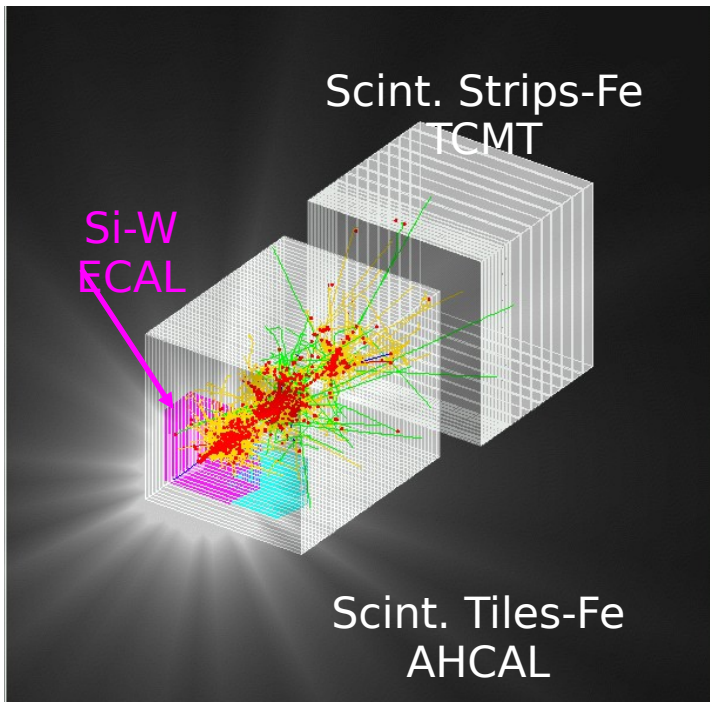 Scint. Strips-Fe
TCMT
Si-W
ECAL
Scint. Tiles-Fe
AHCAL